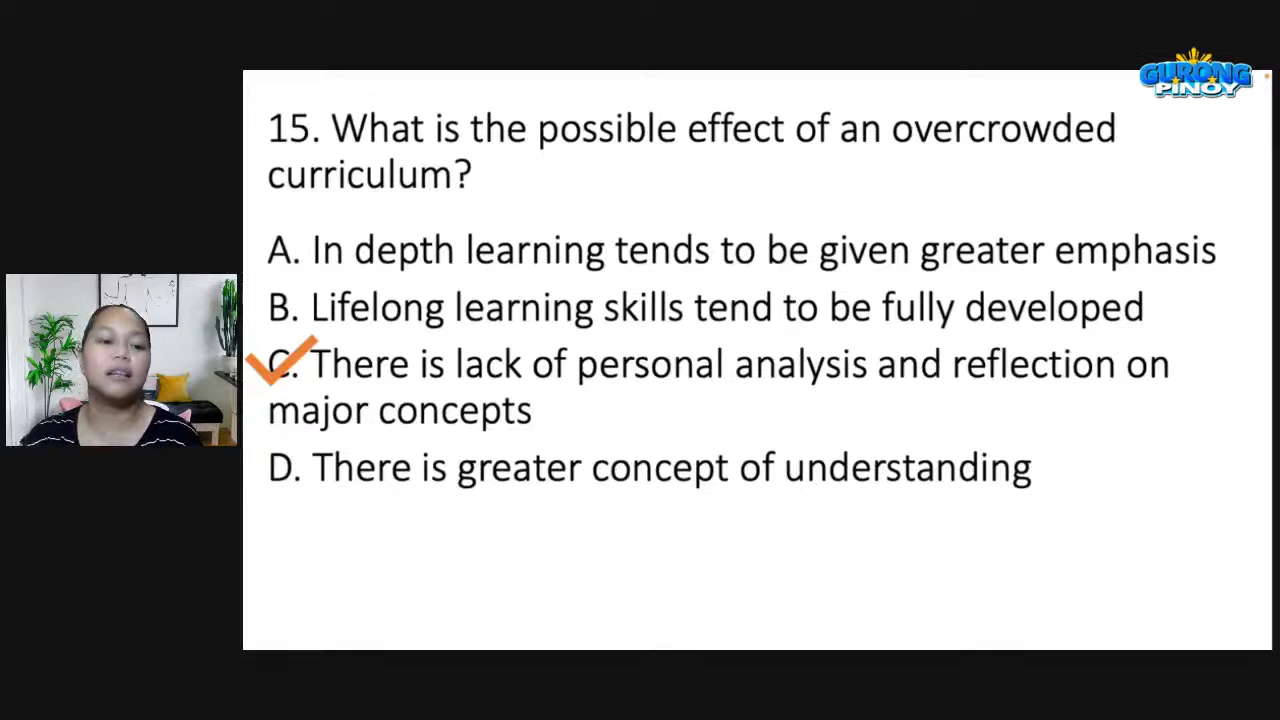 GURONG
PINOY
15. What is the possible effect of an overcrowded
curriculum?
A. In depth learning tends to be given greater emphasis
B. Lifelong learning skills tend to be fully developed
C. There is lack of personal analysis and reflection on
major concepts
D. There is greater concept of understanding